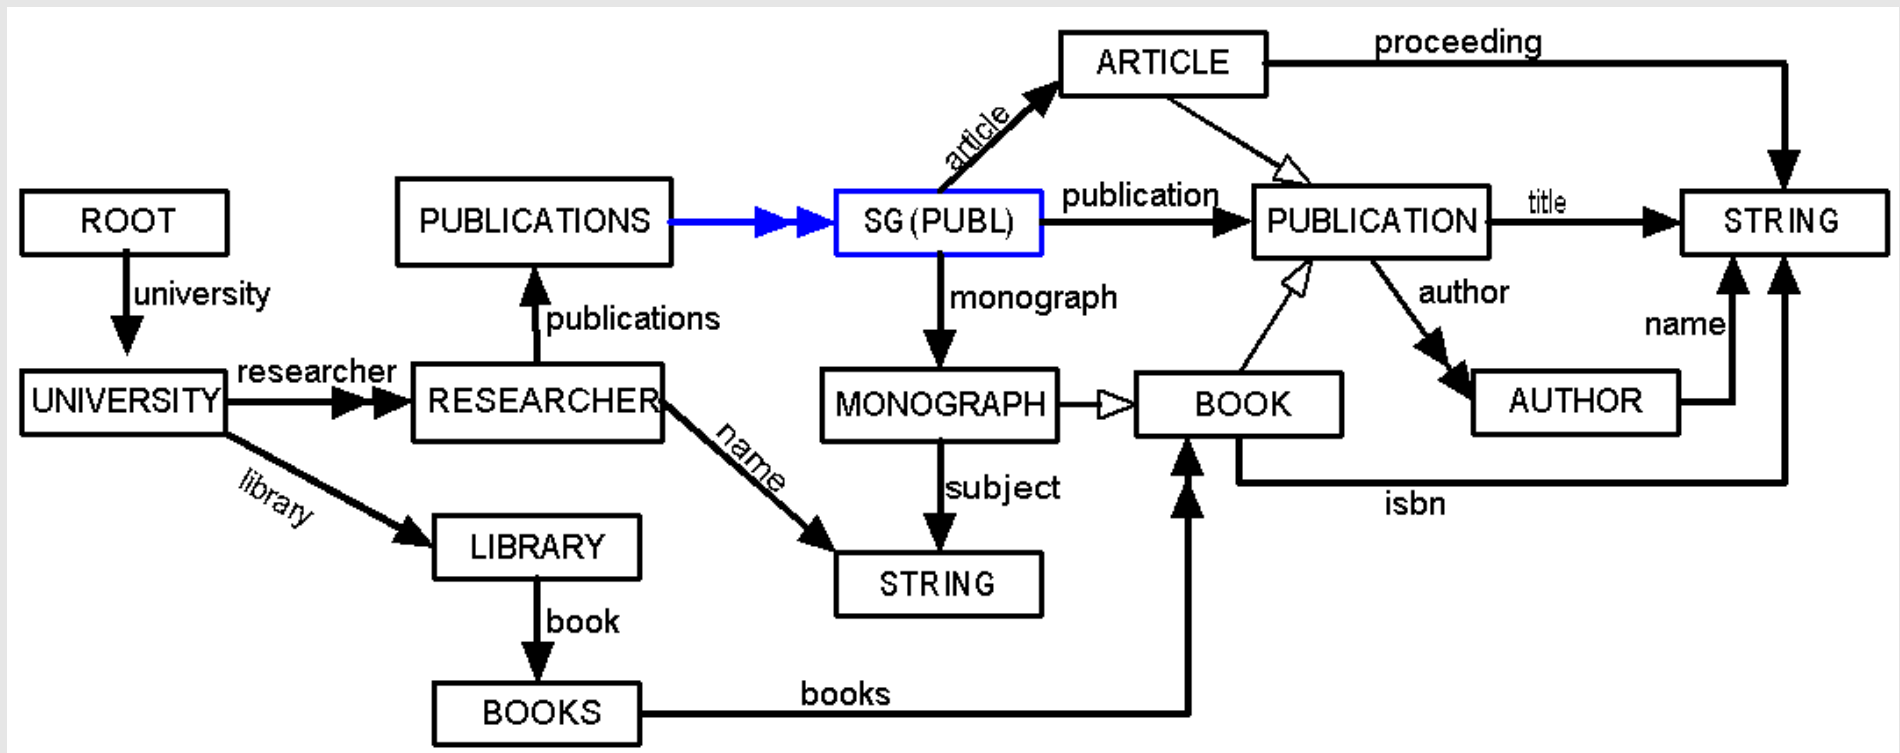 proceeding
ARTICLE
article
ROOT
PUBLICATIONS
SG(PUBL)
publication
PUBLICATION
title
STRING
university
publications
monograph
author
name
researcher
UNIVERSITY
RESEARCHER
MONOGRAPH
BOOK
AUTHOR
name
library
subject
isbn
LIBRARY
STRING
book
books
BOOKS